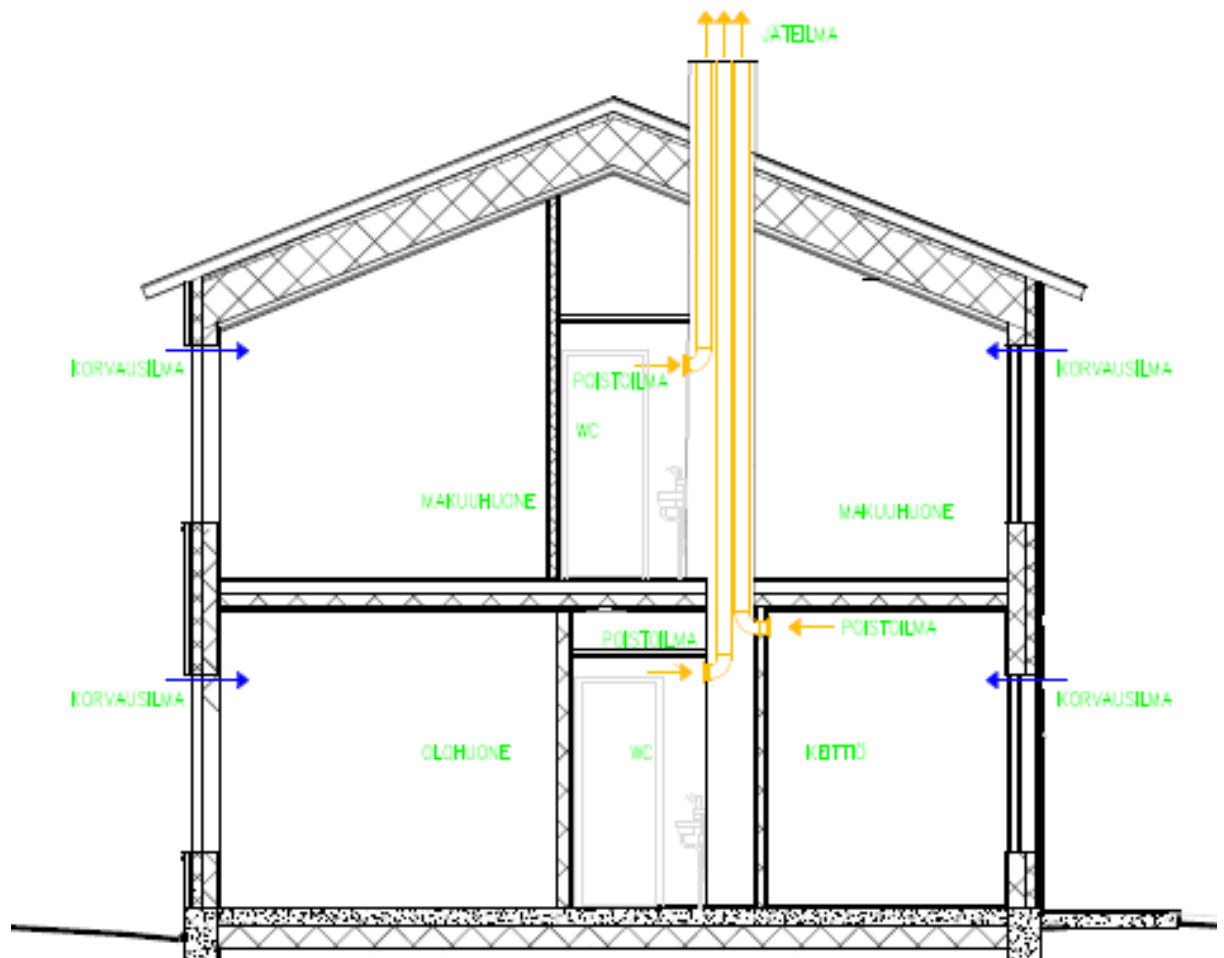 JÄTEILMA
KORVAUSILMA
POISTOILMA
KORVAUSILMA
WC
MAKUUHUONE
MAKUUHUONE
POISTOILMA
POISTOILMA
KORVAUSILMA
KORVAUSILMA
OLOHUONE
WC
KEITTIÖ